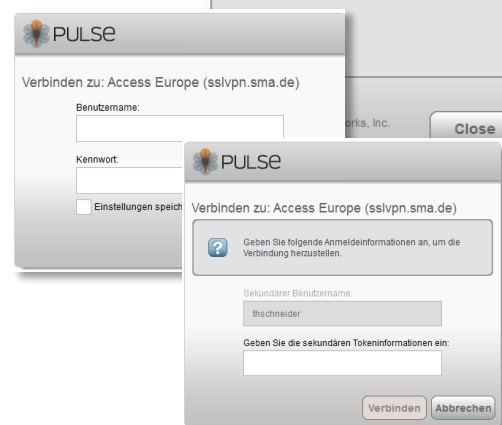 PULSE
Verbinden zu: Access Europe (sslvpn.sma.de)
Benutzername:
Kennwort:
Einstellungen speich
orks, Inc.
Close
PULSE
Verbinden zu: Access Europe (sslvpn.sma.de)
Geben Sie folgende Anmeldeinformationen an, um die
Verbindung herzustellen.
Sekundärer Benutzername:
thschneider
Geben Sie die sekundären Tokeninformationen ein:
Verbinden
Abbrechen